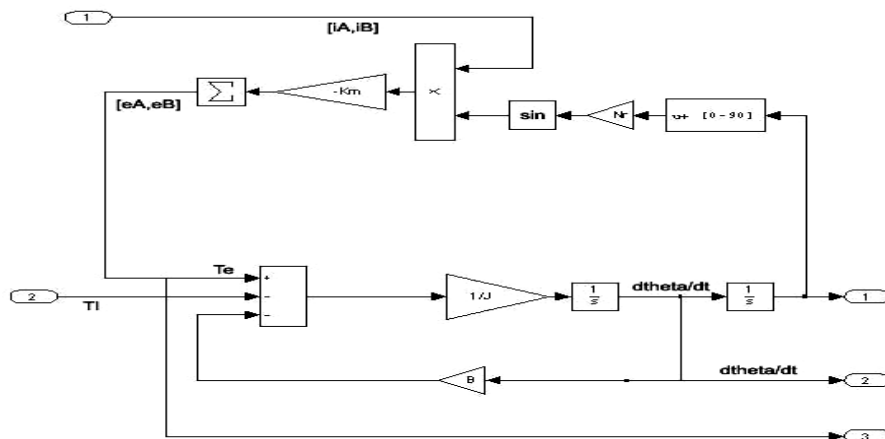 1
[iA,iB]
[eA,eB]
-Km
×
sin
Nr
u+ [0 -90]
Te
+
-
-
2
Tl
1/J
1/s
dtheta/dt
1/s
1
B
dtheta/dt
2
3